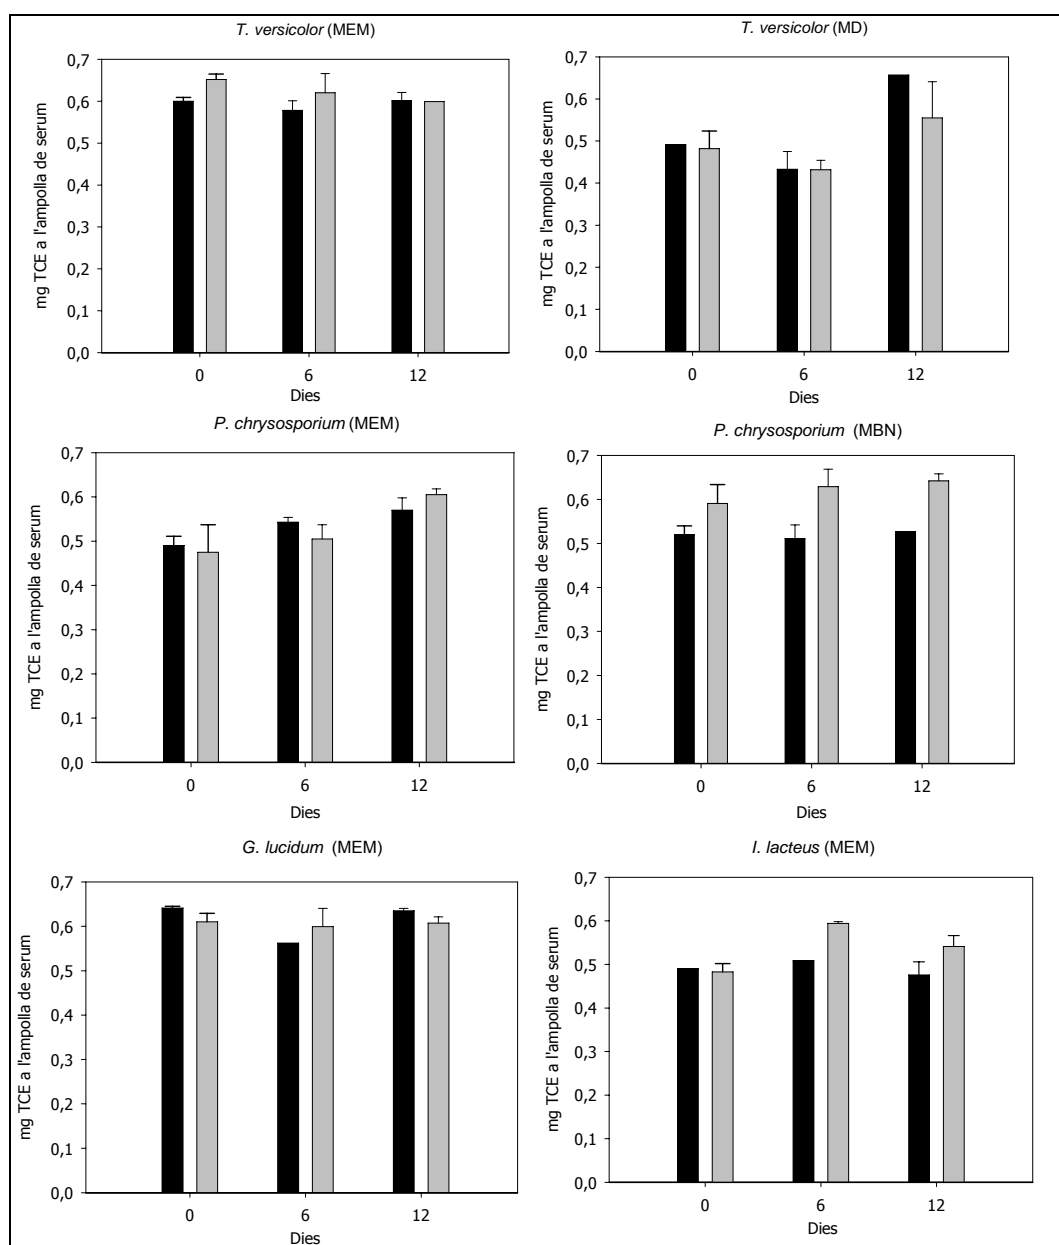 T. versicolor (MEM)
mg TCE a l'ampolla de serum
0,7
0,6
0,5
0,4
0,3
0,2
0,1
0,0
0 6 12
Dies
T. versicolor (MD)
mg TCE a l'ampolla de serum
0,7
0,6
0,5
0,4
0,3
0,2
0,1
0,0
0 6 12
Dies
P. chrysosporium (MEM)
mg TCE a l'ampolla de serum
0,7
0,6
0,5
0,4
0,3
0,2
0,1
0,0
0 6 12
Dies
P. chrysosporium (MBN)
mg TCE a l'ampolla de serum
0,7
0,6
0,5
0,4
0,3
0,2
0,1
0,0
0 6 12
Dies
G. lucidum (MEM)
mg TCE a l'ampolla de serum
0,7
0,6
0,5
0,4
0,3
0,2
0,1
0,0
0 6 12
Dies
I. lacteus (MEM)
mg TCE a l'ampolla de serum
0,7
0,6
0,5
0,4
0,3
0,2
0,1
0,0
0 6 12
Dies